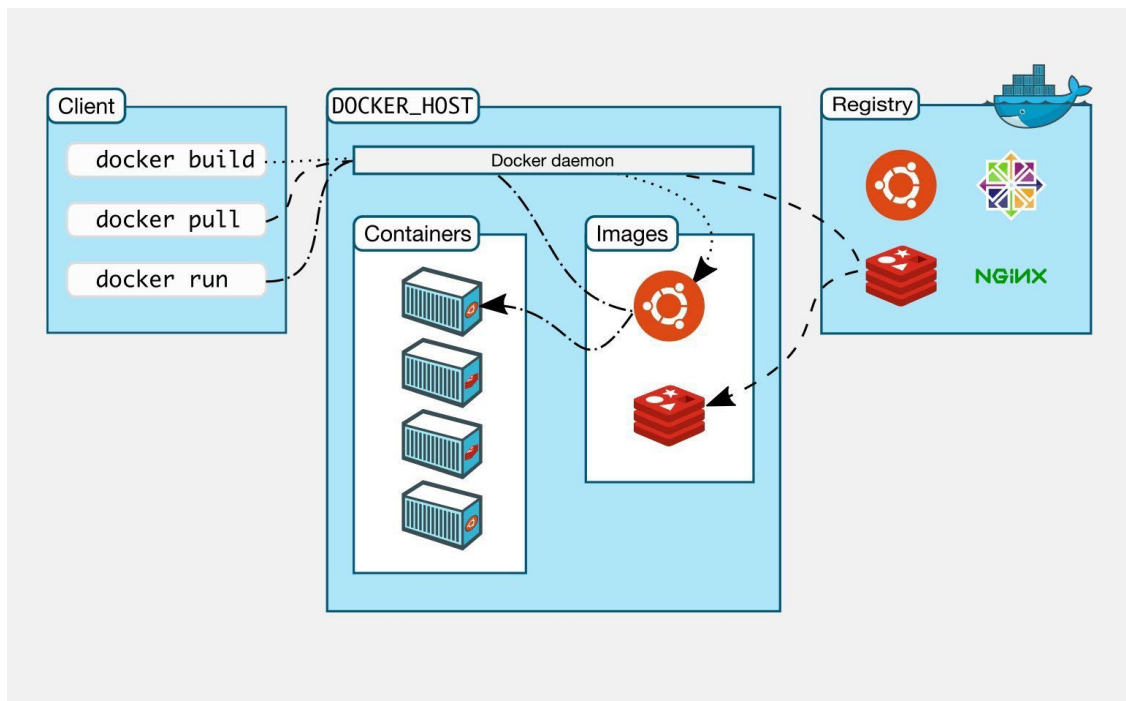 Client
docker build
docker pull
docker run
DOCKER_HOST
Docker daemon
Containers
Images
Registry
NGINX